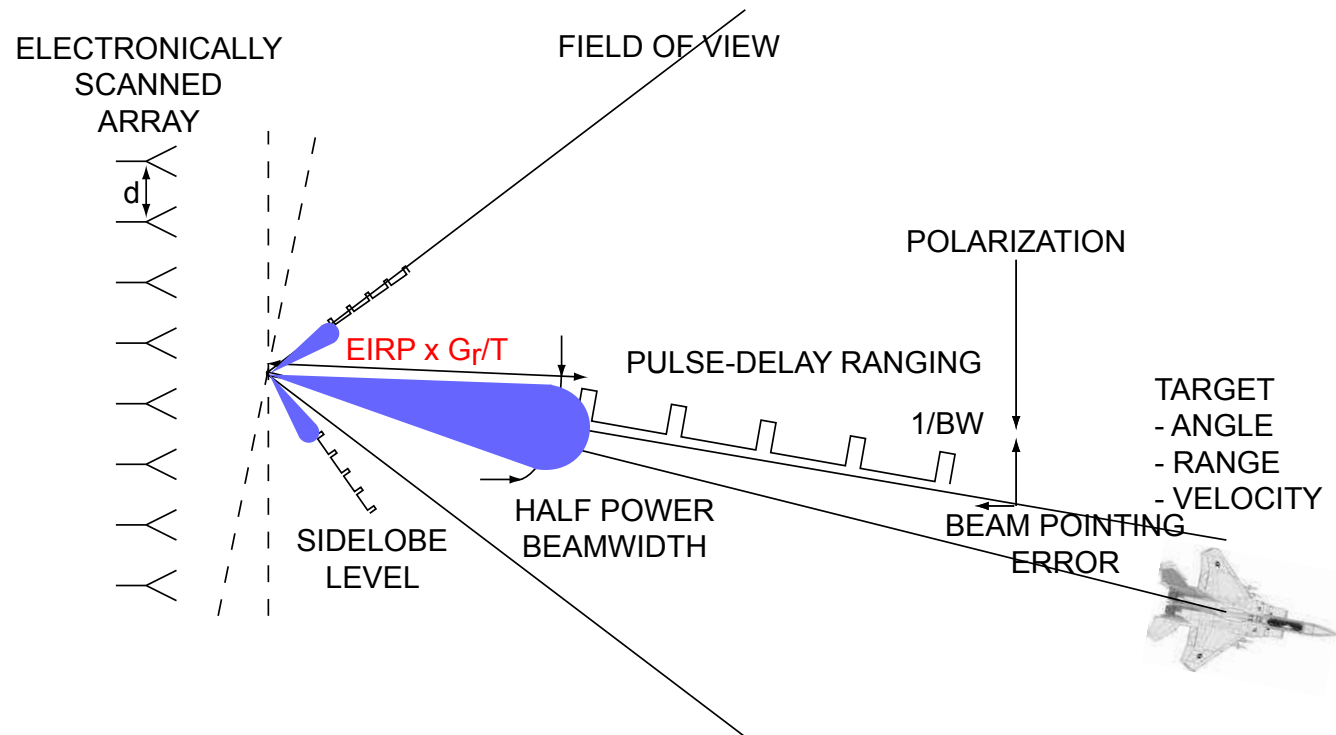 ELECTRONICALLY
SCANNED
ARRAY
FIELD OF VIEW
d
POLARIZATION
EIRP x Gr/T
PULSE-DELAY RANGING
1/BW
TARGET
- ANGLE
- RANGE
- VELOCITY
HALF POWER
BEAMWIDTH
BEAM POINTING
ERROR
SIDELOBE
LEVEL